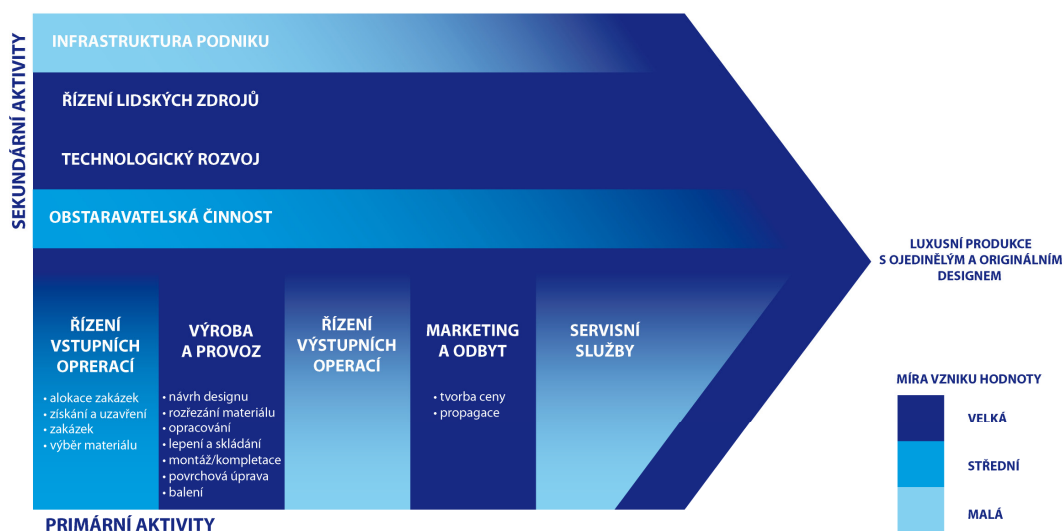 SEKUNDÁRNÍ AKTIVITY
INFRASTRUKTURA PODNIKU
ŘÍZENÍ LIDSKÝCH ZDROJŮ
TECHNOLOGICKÝ ROZVOJ
OBSTARAVATELSKÁ ČINNOST
ŘÍZENÍ
VSTUPNÍCH
OPRERACÍ
• alokace zakázek
• získání a uzavření
• zakázek
• výběr materiálu
VÝROBA
A PROVOZ
• návrh designu
• rozřezání materiálu
• opracování
• lepení a skládání
• montáž/kompletace
• povrchová úprava
• balení
ŘÍZENÍ
VÝSTUPNÍCH
OPERACÍ
MARKETING
A ODBYT
• tvorba ceny
• propagace
SERVISNÍ
SLUŽBY
PRIMÁRNÍ AKTIVITY
LUXUSNÍ PRODUKCE
S OJEDINĚLÝM A ORIGINÁLNÍM
DESIGNEM
MÍRA VZNIKU HODNOTY
VELKÁ
STŘEDNÍ
MALÁ